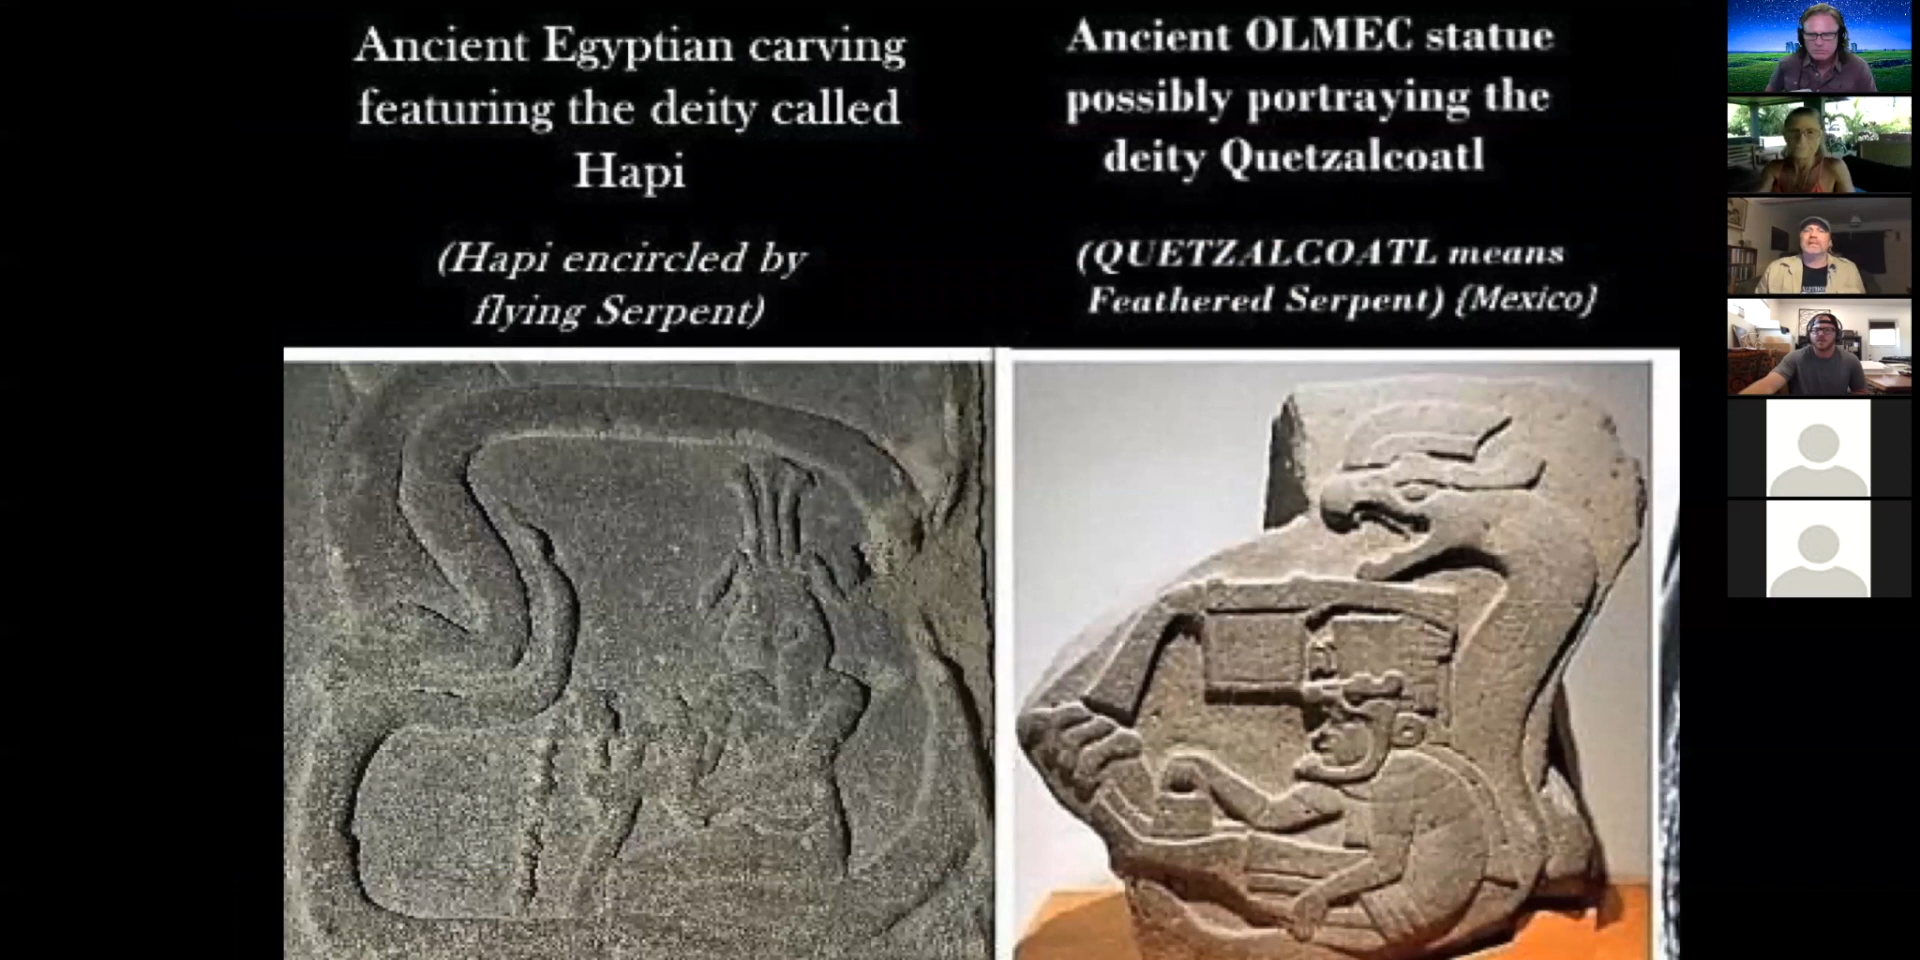 Ancient Egyptian carving
featuring the deity called
Hapi
(Hapi encircled by
flying Serpent)
Ancient OLMEC statue
possibly portraying the
deity Quetzalcoatl
(QUETZALCOATL means
Feathered Serpent) {Mexico}